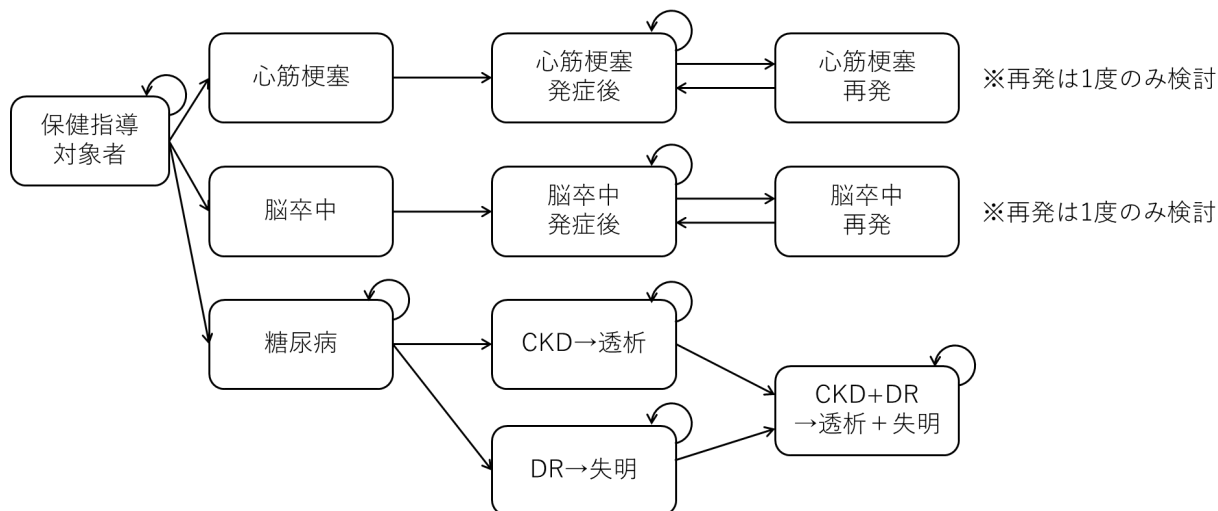 保健指導
対象者
心筋梗塞
心筋梗塞
発症後
心筋梗塞
再発
※再発は1度のみ検討
脳卒中
脳卒中
発症後
脳卒中
再発
※再発は1度のみ検討
糖尿病
CKD→透析
DR→失明
CKD+DR
→透析＋失明